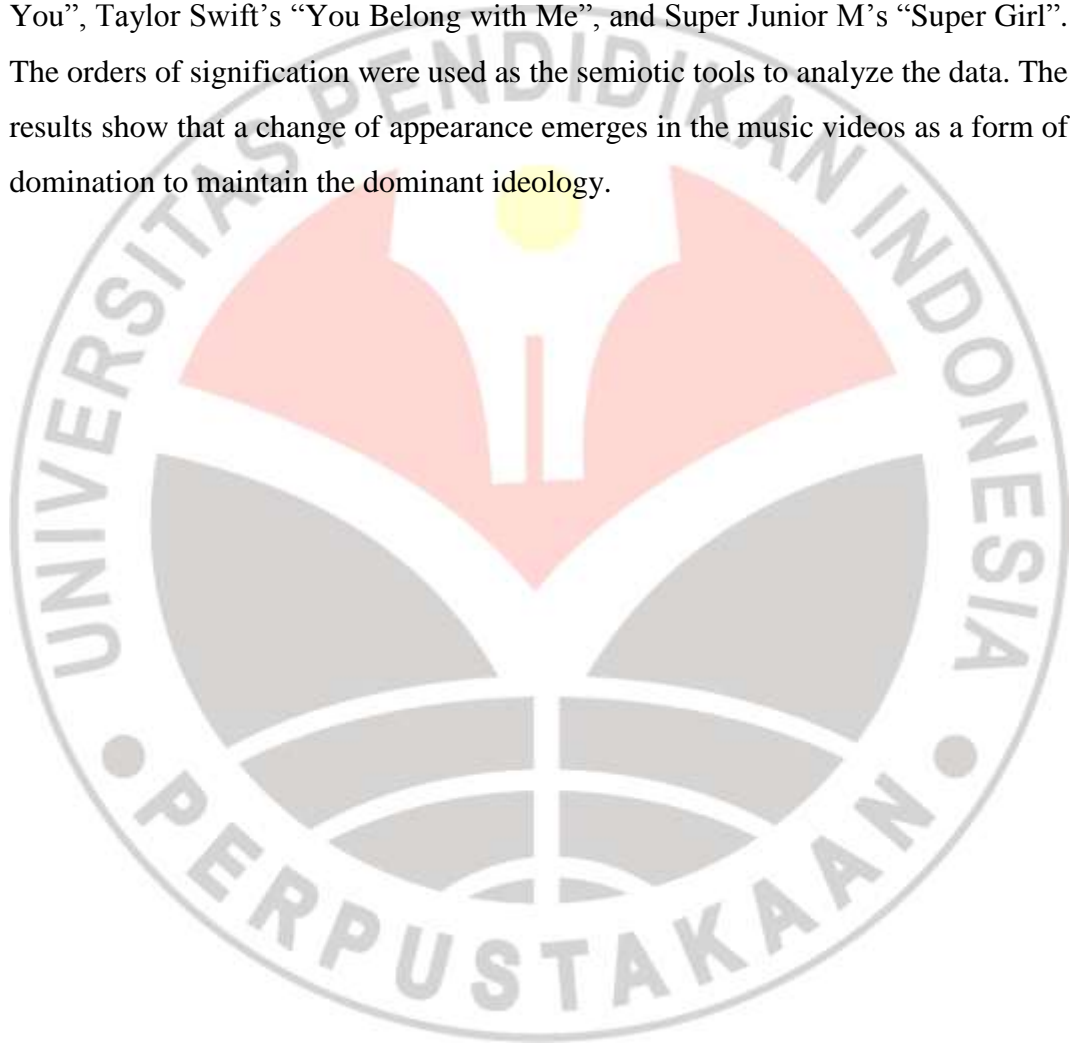 You”, Taylor Swift’s “You Belong with Me”, and Super Junior M’s “Super Girl”.
The orders of signification were used as the semiotic tools to analyze the data. The
results show that a change of appearance emerges in the music videos as a form of
domination to maintain the dominant ideology.
UNIVERSITAS PENDIDIKAN INDONESIA
PERPUSTAKAAN